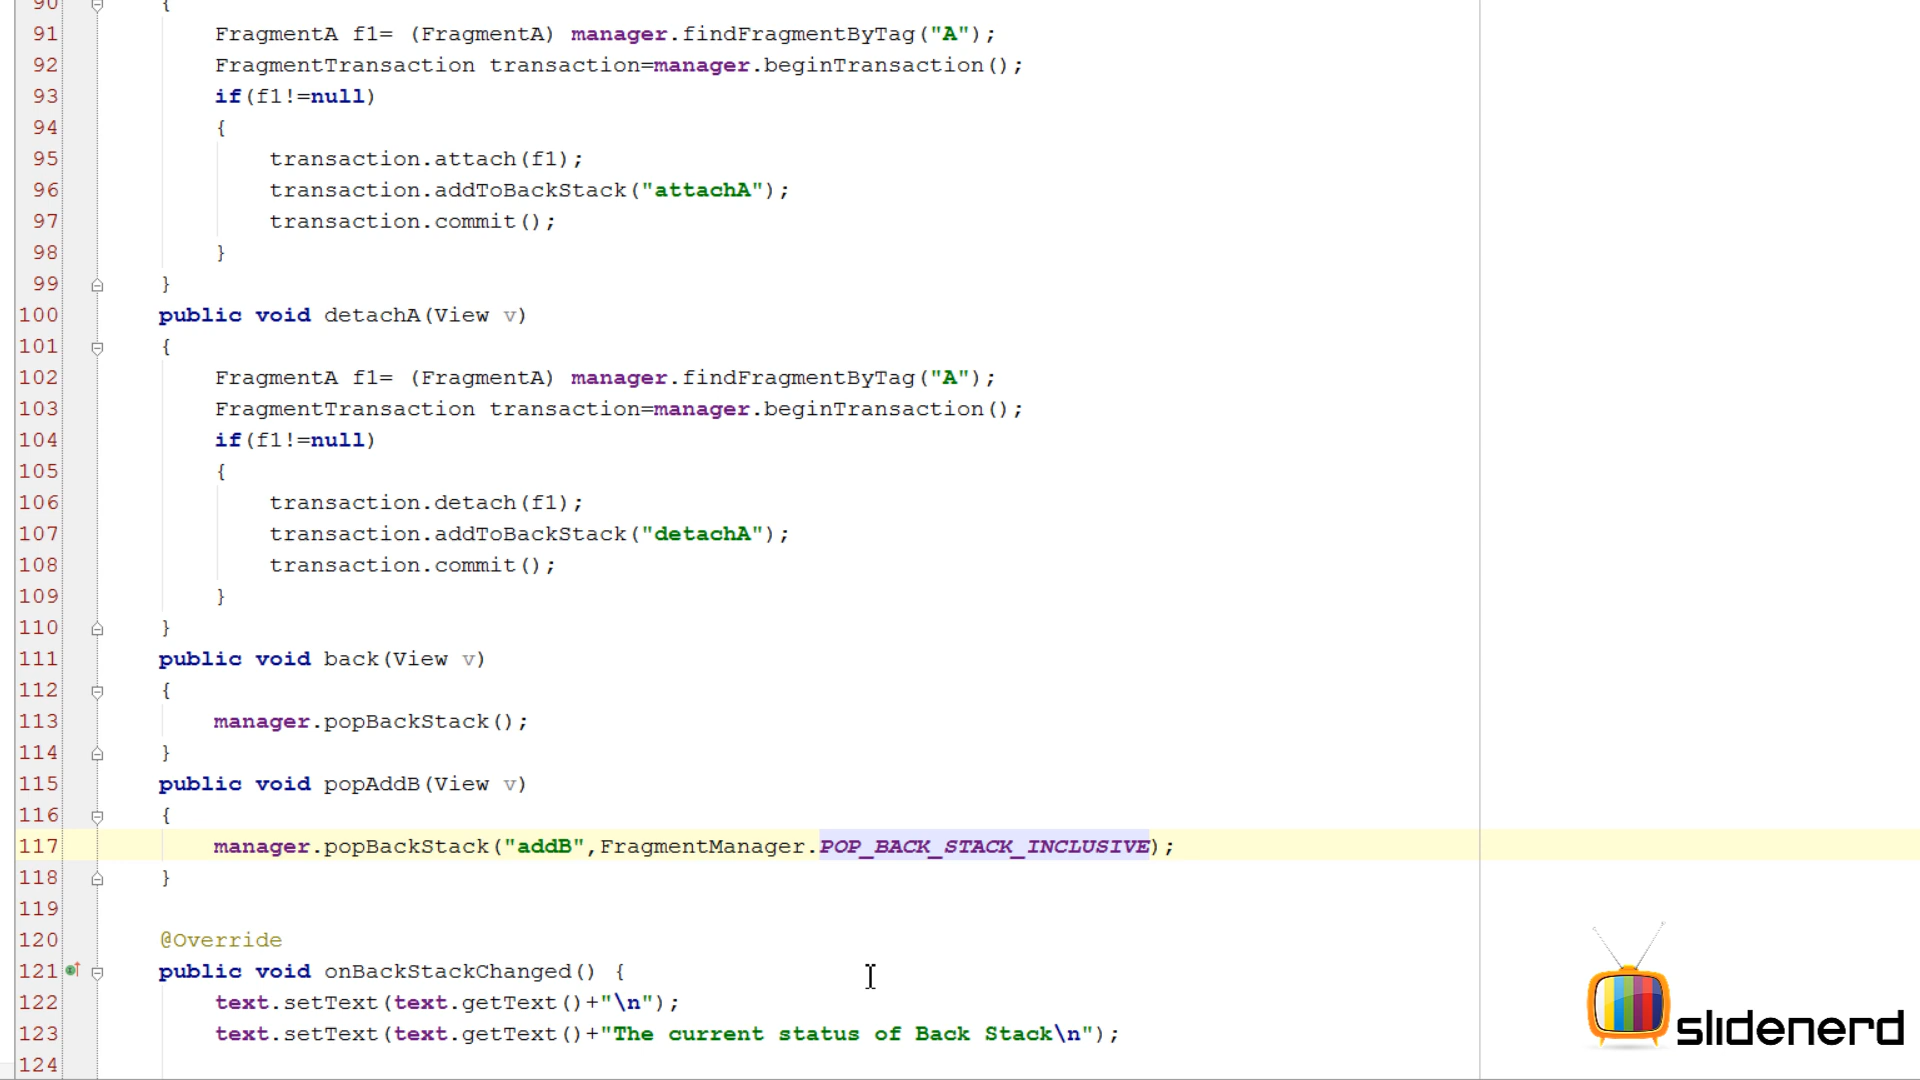 90 {
91 FragmentA f1= (FragmentA) manager.findFragmentByTag("A");
92 FragmentTransaction transaction=manager.beginTransaction();
93 if(f1!=null)
94 {
95 transaction.attach(f1);
96 transaction.addToBackStack("attachA");
97 transaction.commit();
98 }
99 }
100 public void detachA(View v)
101 {
102 FragmentA f1= (FragmentA) manager.findFragmentByTag("A");
103 FragmentTransaction transaction=manager.beginTransaction();
104 if(f1!=null)
105 {
106 transaction.detach(f1);
107 transaction.addToBackStack("detachA");
108 transaction.commit();
109 }
110 }
111 public void back(View v)
112 {
113 manager.popBackStack();
114 }
115 public void popAddB(View v)
116 {
117 manager.popBackStack("addB",FragmentManager.POP_BACK_STACK_INCLUSIVE);
118 }
119
120 @Override
121 public void onBackStackChanged() {
122 text.setText(text.getText()+"\n");
123 text.setText(text.getText()+"The current status of Back Stack\n");
124
slidenerd